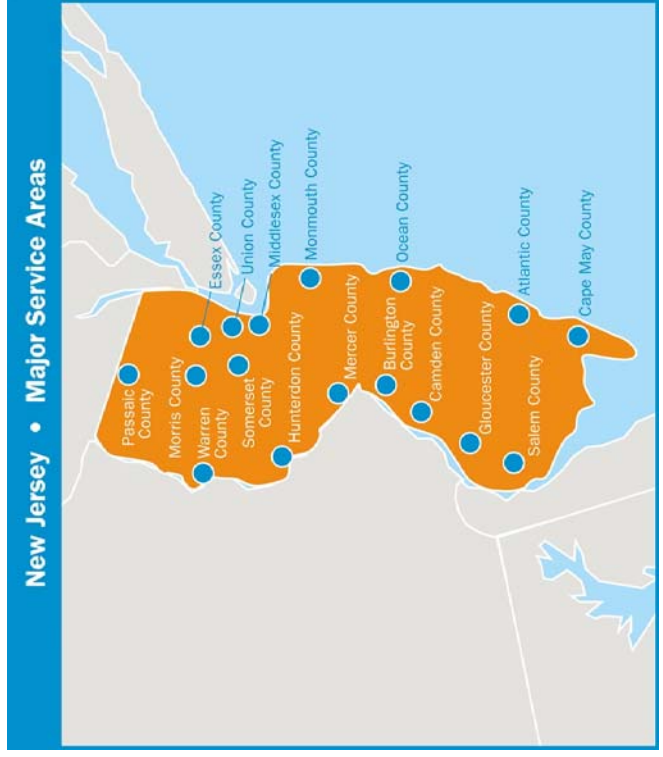 New Jersey • Major Service Areas
Passaic
County
Essex County
Morris County
Union County
Warren
County
Middlesex County
Somerset
County
Hunterdon County
Monmouth County
Mercer County
Burlington
County
Ocean County
Camden County
Gloucester County
Salem County
Atlantic County
Cape May County